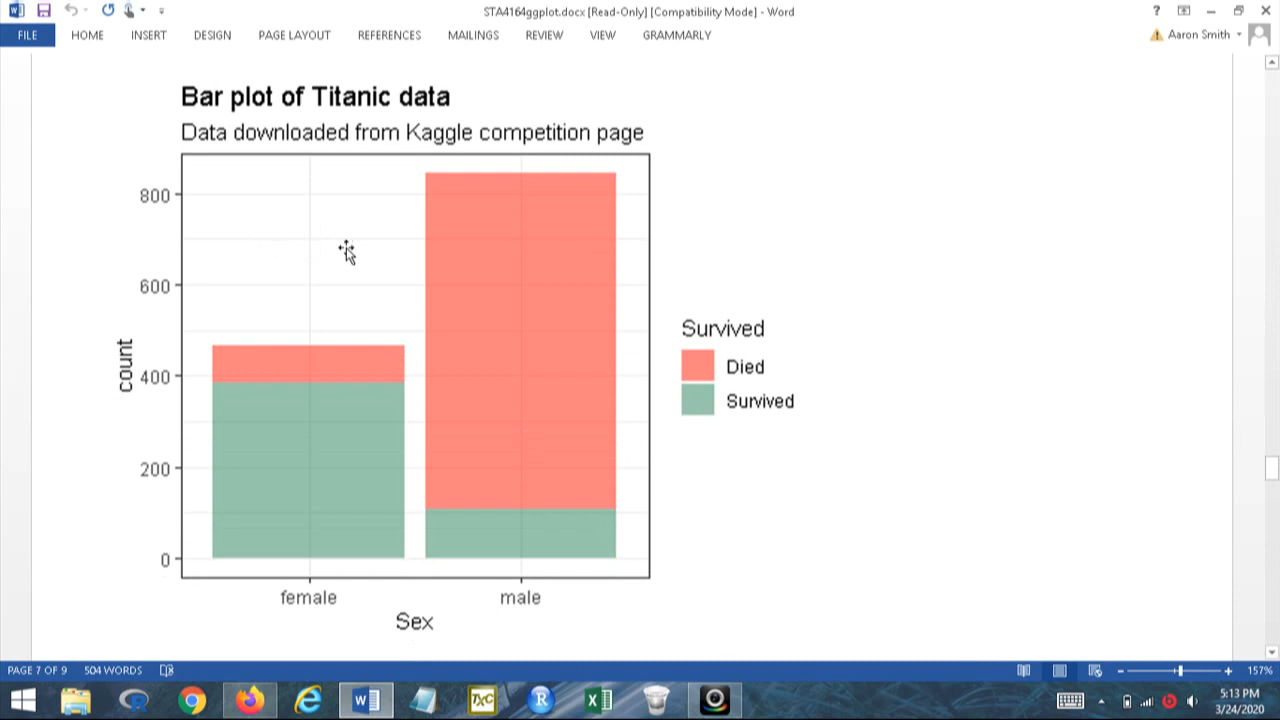 STA4164ggplot.docx [Read-Only] [Compatibility Mode] - Word
?
FILE HOME INSERT DESIGN PAGE LAYOUT REFERENCES MAILINGS REVIEW VIEW GRAMMARLY
Aaron Smith
Bar plot of Titanic data
Data downloaded from Kaggle competition page
800
600
400
200
0
count
female male
Sex
Survived
Died
Survived
PAGE 7 OF 9 504 WORDS
157%
TXC
R
5:13 PM
3/24/2020